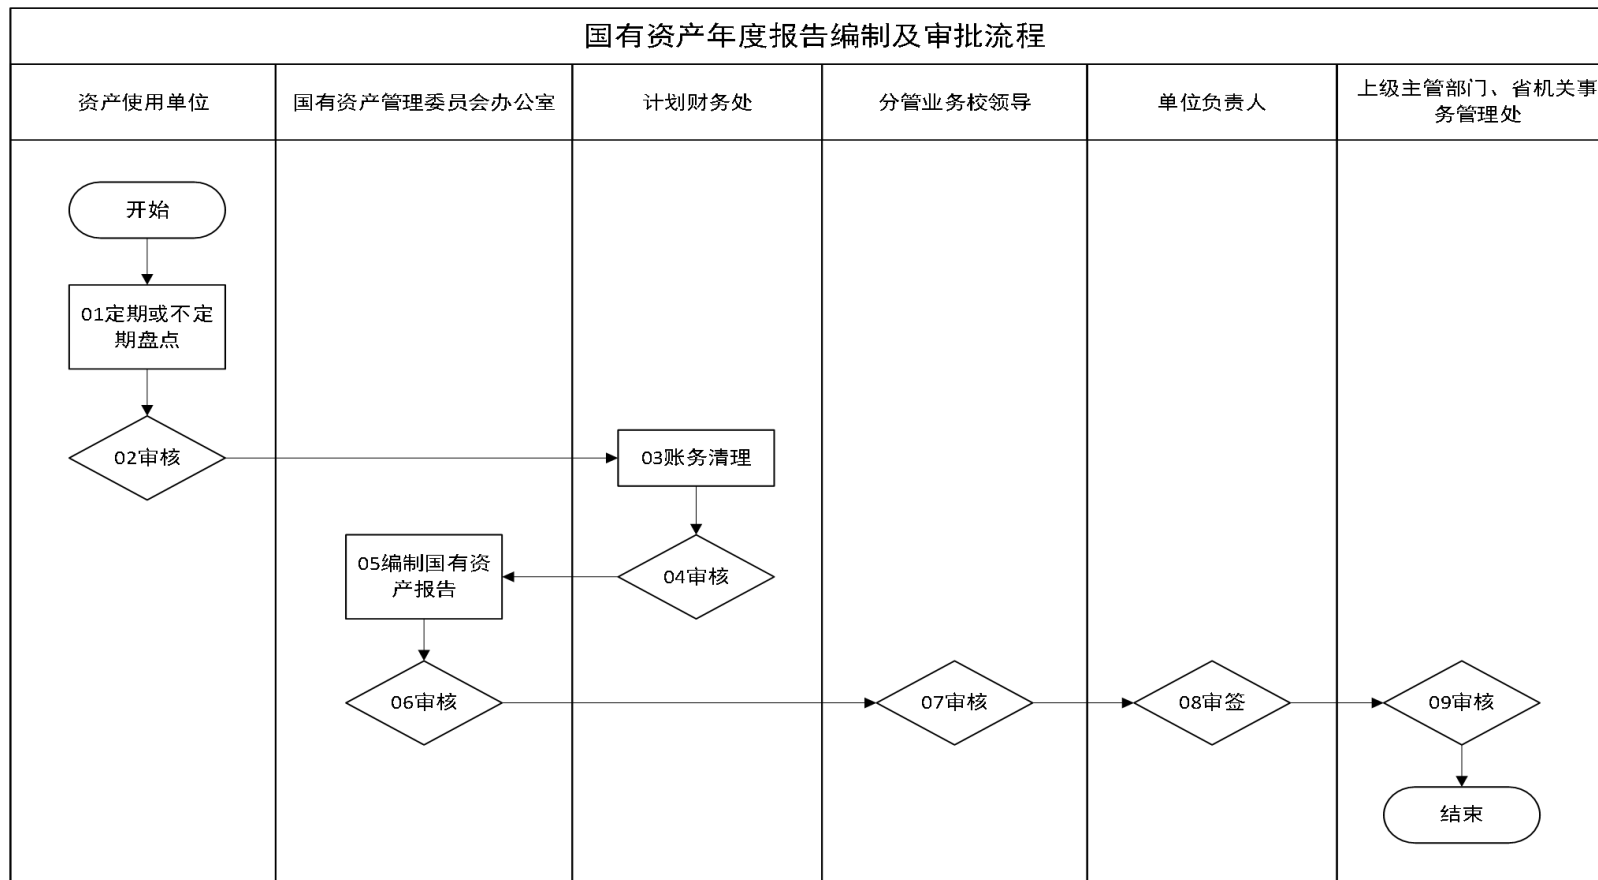 国有资产年度报告编制及审批流程
资产使用单位
国有资产管理委员会办公室
计划财务处
分管业务校领导
单位负责人
上级主管部门、省机关事
务管理处
开始
01定期或不定
期盘点
02审核
03账务清理
04审核
05编制国有资
产报告
06审核
07审核
08审签
09审核
结束